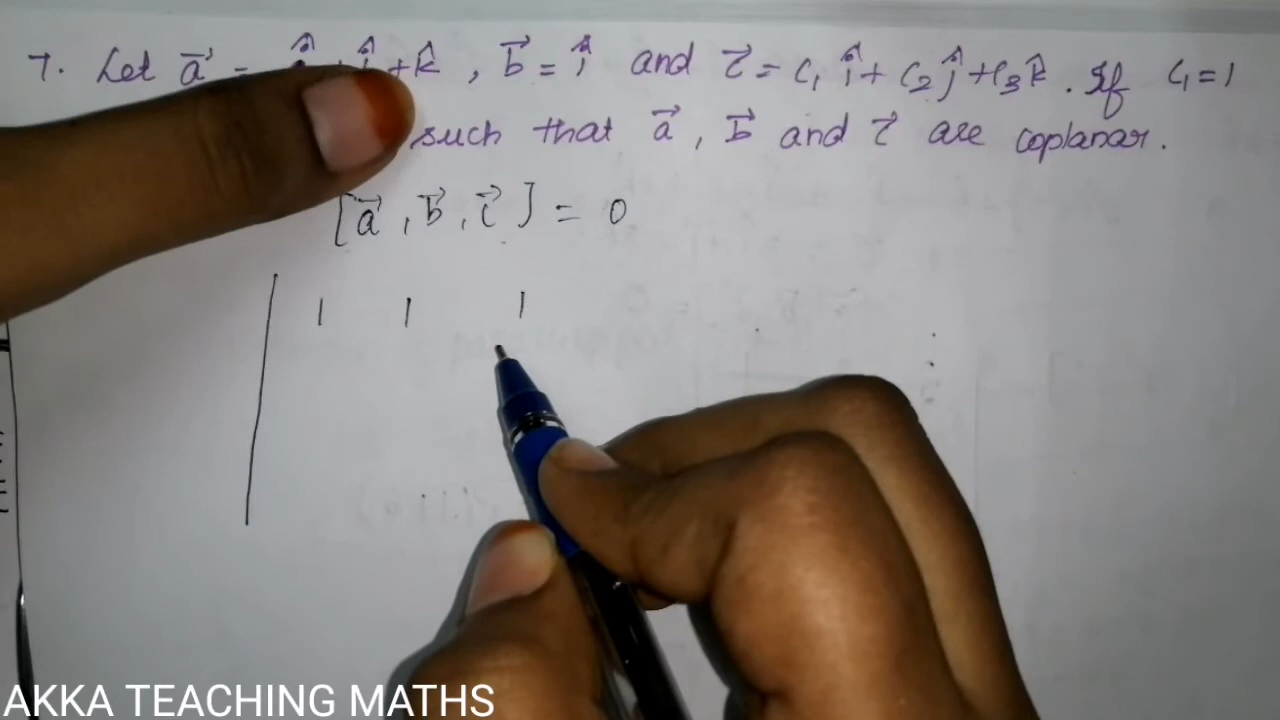 7. Let a⃗ = î + ĵ + k̂ , b⃗ = î and c⃗ = c₁ î + c₂ ĵ + c₃ k̂ . If c₁ = 1
such that a⃗ , b⃗ and c⃗ are coplanar.
[a⃗ , b⃗ , c⃗ ] = 0
| 1 1 1
AKKA TEACHING MATHS